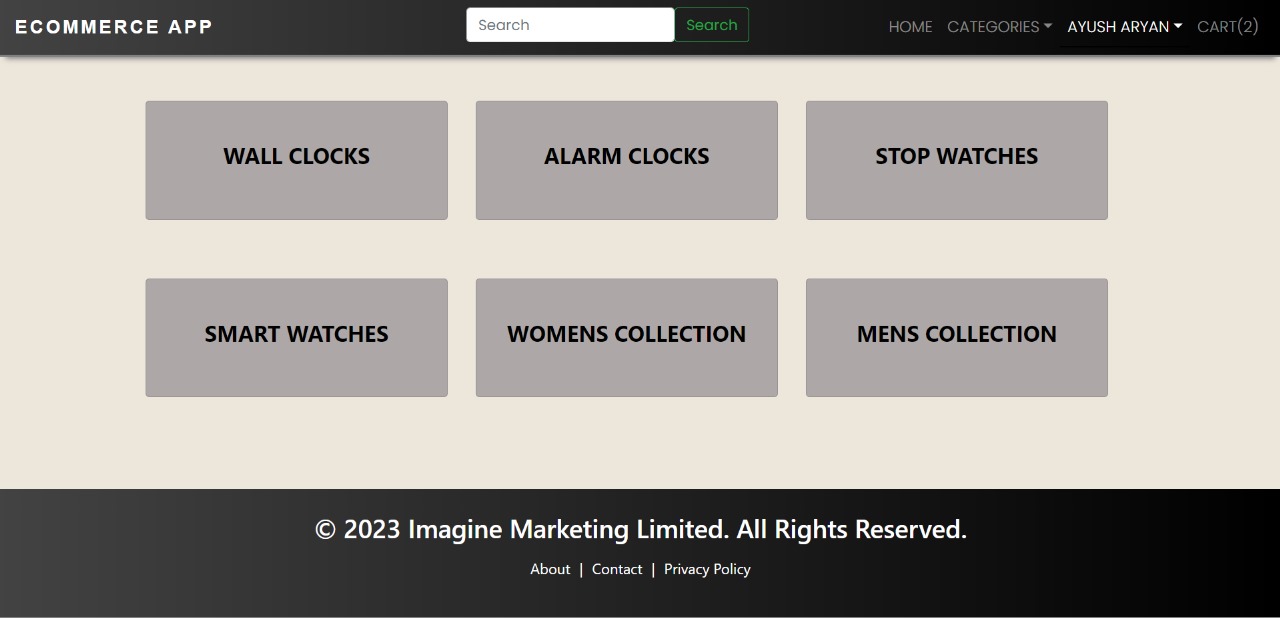 ECOMMERCE APP
Search Search
HOME CATEGORIES AYUSH ARYAN CART(2)
WALL CLOCKS
ALARM CLOCKS
STOP WATCHES
SMART WATCHES
WOMENS COLLECTION
MENS COLLECTION
© 2023 Imagine Marketing Limited. All Rights Reserved.
About | Contact | Privacy Policy